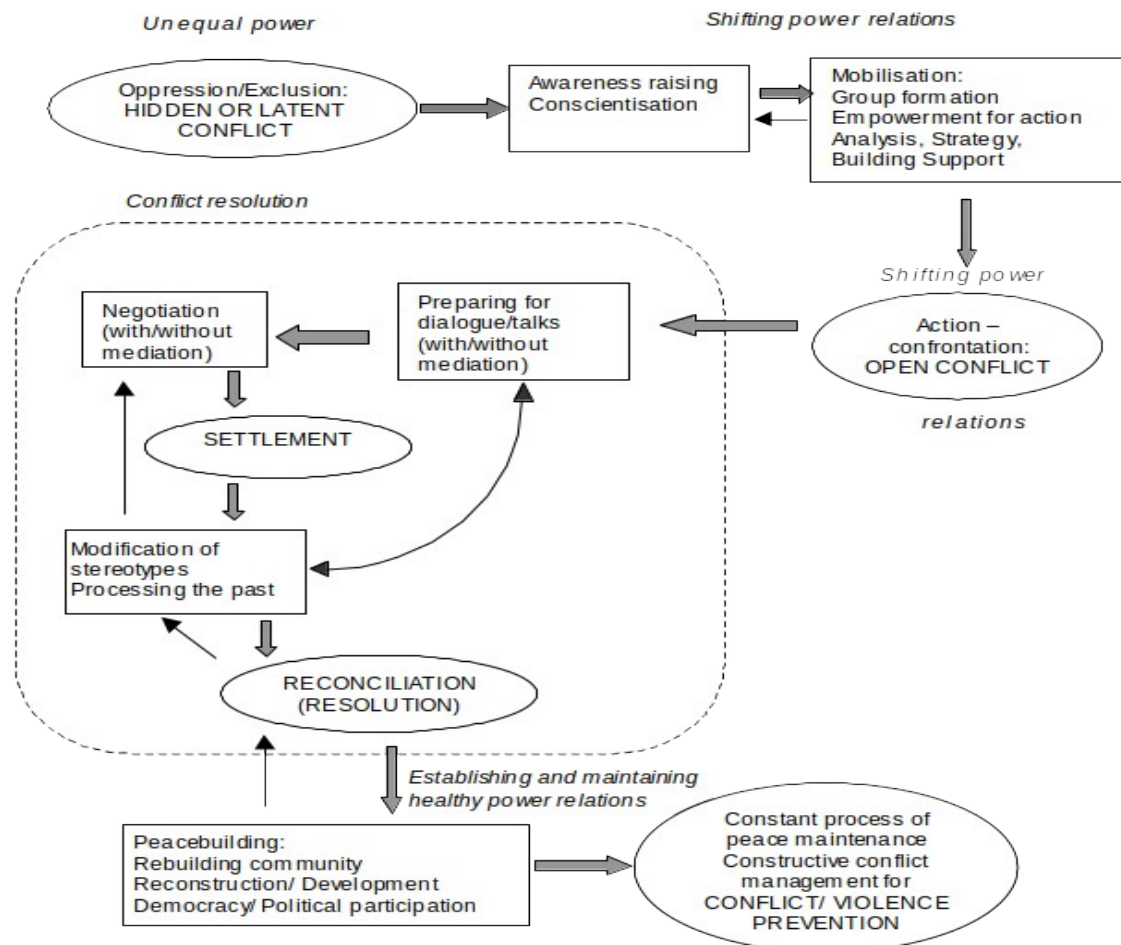 Unequal power
Shifting power relations
Oppression/Exclusion:
HIDDEN OR LATENT
CONFLICT
Awareness raising
Conscientisation
Mobilisation:
Group formation
Empowerment for action
Analysis, Strategy,
Building Support
Conflict resolution
Shifting power
Negotiation
(with/without
mediation)
Preparing for
dialogue/talks
(with/without
mediation)
Action –
confrontation:
OPEN CONFLICT
relations
SETTLEMENT
Modification of
stereotypes
Processing the past
RECONCILIATION
(RESOLUTION)
Establishing and maintaining
healthy power relations
Peacebuilding:
Rebuilding community
Reconstruction/ Development
Democracy/ Political participation
Constant process of
peace maintenance
Constructive conflict
management for
CONFLICT/ VIOLENCE
PREVENTION